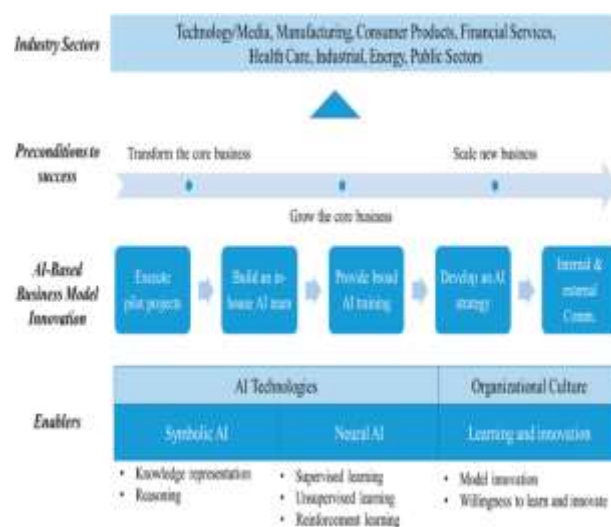 Industry Sectors
Technology/Media, Manufacturing, Consumer Products, Financial Services,
Health Care, Industrial, Energy, Public Sectors
Preconditions to
success
Transform the core business
Scale new business
Grow the core business
AI-Based
Business Model
Innovation
Execute
pilot projects
Build an in-
house AI team
Provide broad
AI training
Develop an AI
strategy
Internal &
external
Comm.
Enablers
AI Technologies
Organizational Culture
Symbolic AI
Neural AI
Learning and innovation
• Knowledge representation
• Reasoning
• Supervised learning
• Unsupervised learning
• Reinforcement learning
• Model innovation
• Willingness to learn and innovate